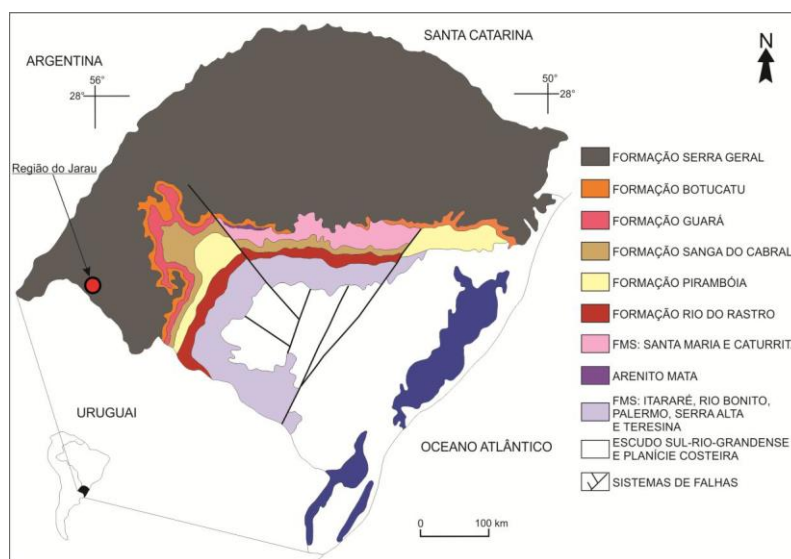 SANTA CATARINA
N
ARGENTINA
56°
28°
50°
28°
Região do Jarau
FORMAÇÃO SERRA GERAL
FORMAÇÃO BOTUCATU
FORMAÇÃO GUARÁ
FORMAÇÃO SANGA DO CABRAL
FORMAÇÃO PIRAMBÓIA
FORMAÇÃO RIO DO RASTRO
FMS: SANTA MARIA E CATURRIT
ARENITO MATA
FMS: ITARARÉ, RIO BONITO,
PALERMO, SERRA ALTA
E TERESINA
ESCUDO SUL-RIO-GRANDENSE
E PLANÍCIE COSTEIRA
SISTEMAS DE FALHAS
URUGUAI
OCEANO ATLÂNTICO
0 100 km